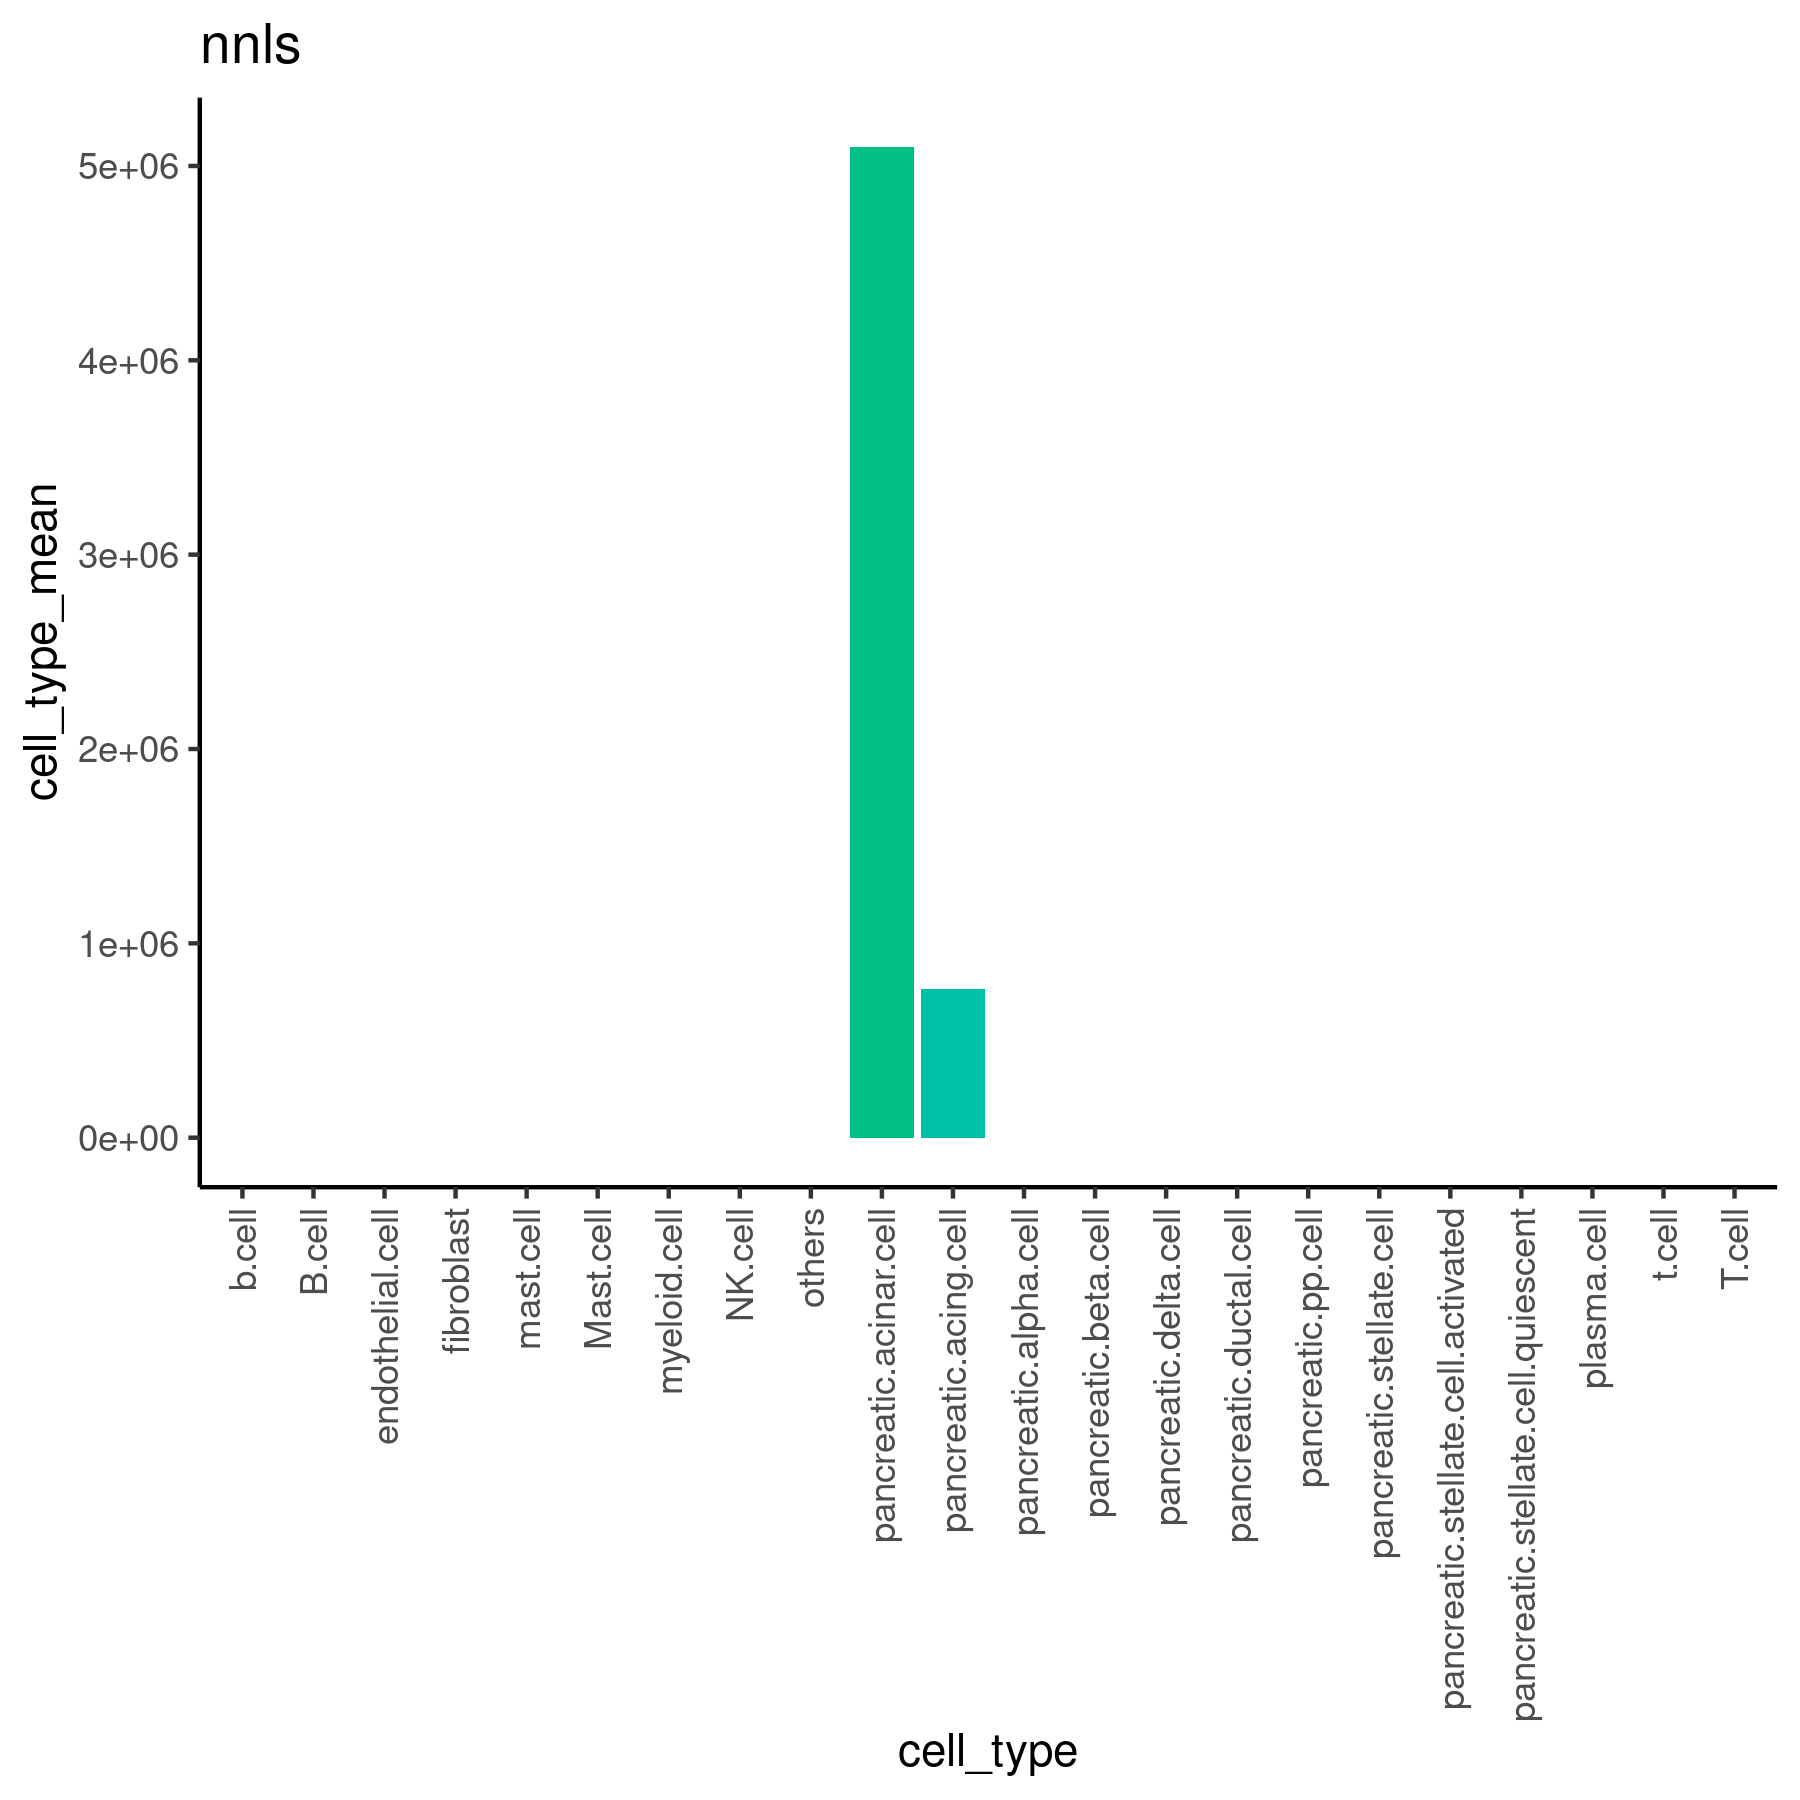 nnls
cell_type_mean
5e+06
4e+06
3e+06
2e+06
1e+06
0e+00
b.cell
B.cell
endothelial.cell
fibroblast
mast.cell
Mast.cell
myeloid.cell
NK.cell
others
pancreatic.acinar.cell
pancreatic.acing.cell
pancreatic.alpha.cell
pancreatic.beta.cell
pancreatic.delta.cell
pancreatic.ductal.cell
pancreatic.pp.cell
pancreatic.stellate.cell
pancreatic.stellate.cell.activated
pancreatic.stellate.cell.quiescent
plasma.cell
t.cell
T.cell
cell_type